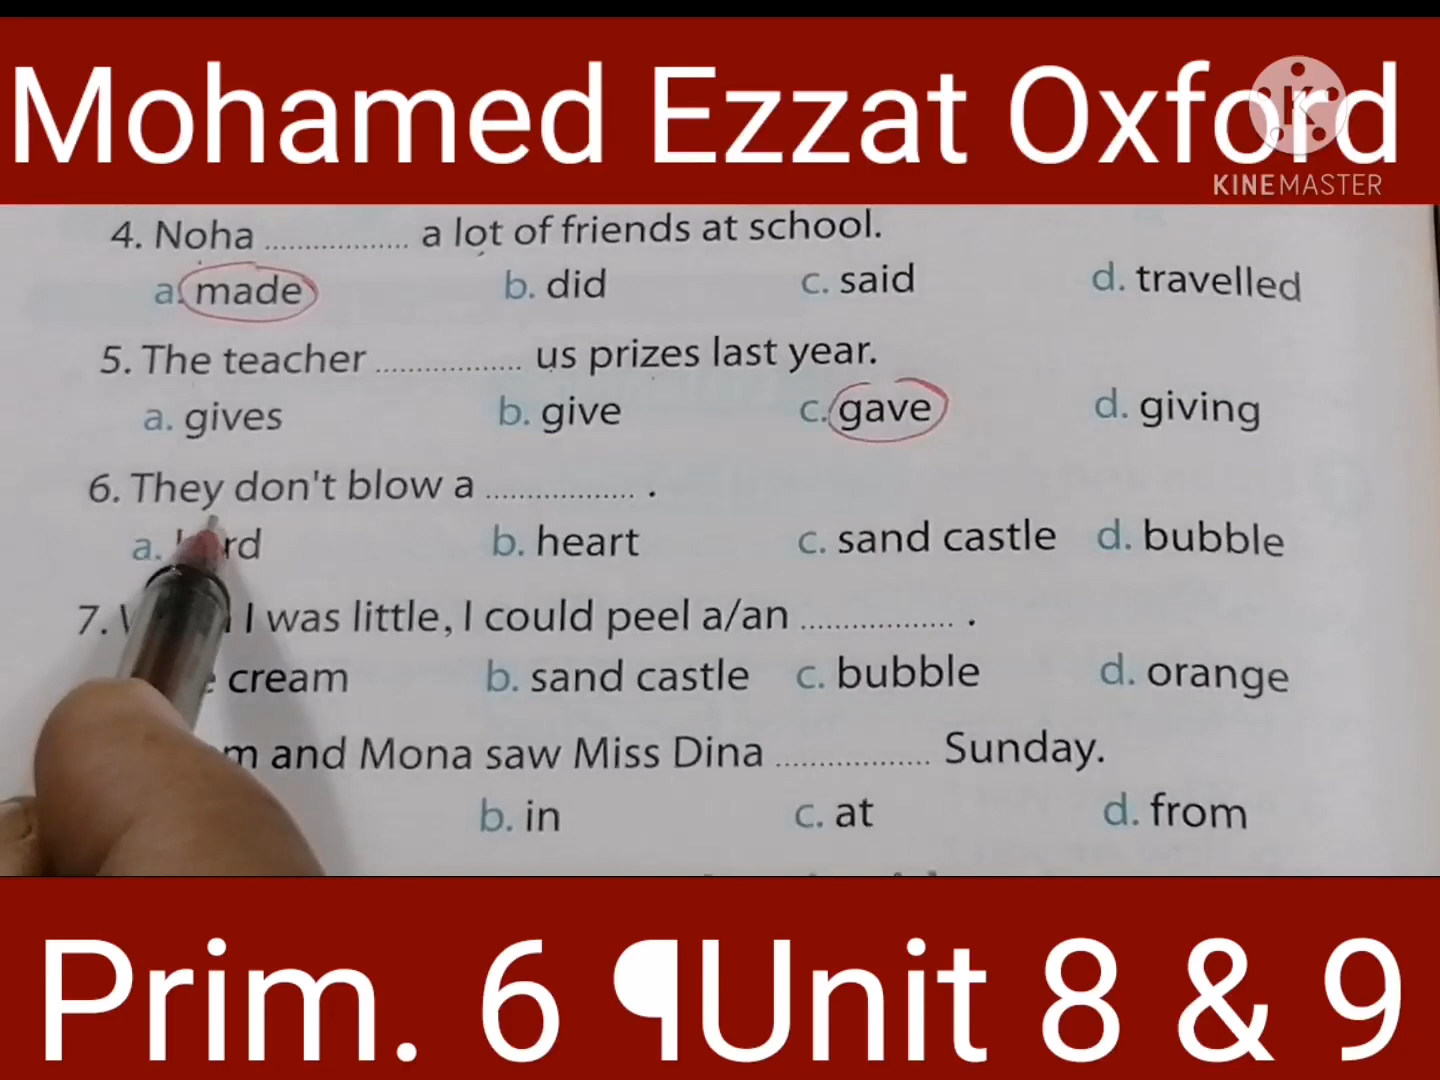 Mohamed Ezzat Oxford
KINEMASTER
4. Noha ................. a lot of friends at school.
a. made b. did c. said d. travelled
5. The teacher ................. us prizes last year.
a. gives b. give c. gave d. giving
6. They don't blow a ................. .
a. b. heart c. sand castle d. bubble
7. I was little, I could peel a/an ................. .
cream b. sand castle c. bubble d. orange
and Mona saw Miss Dina ................. Sunday.
b. in c. at d. from
Prim. 6 ¶Unit 8 & 9